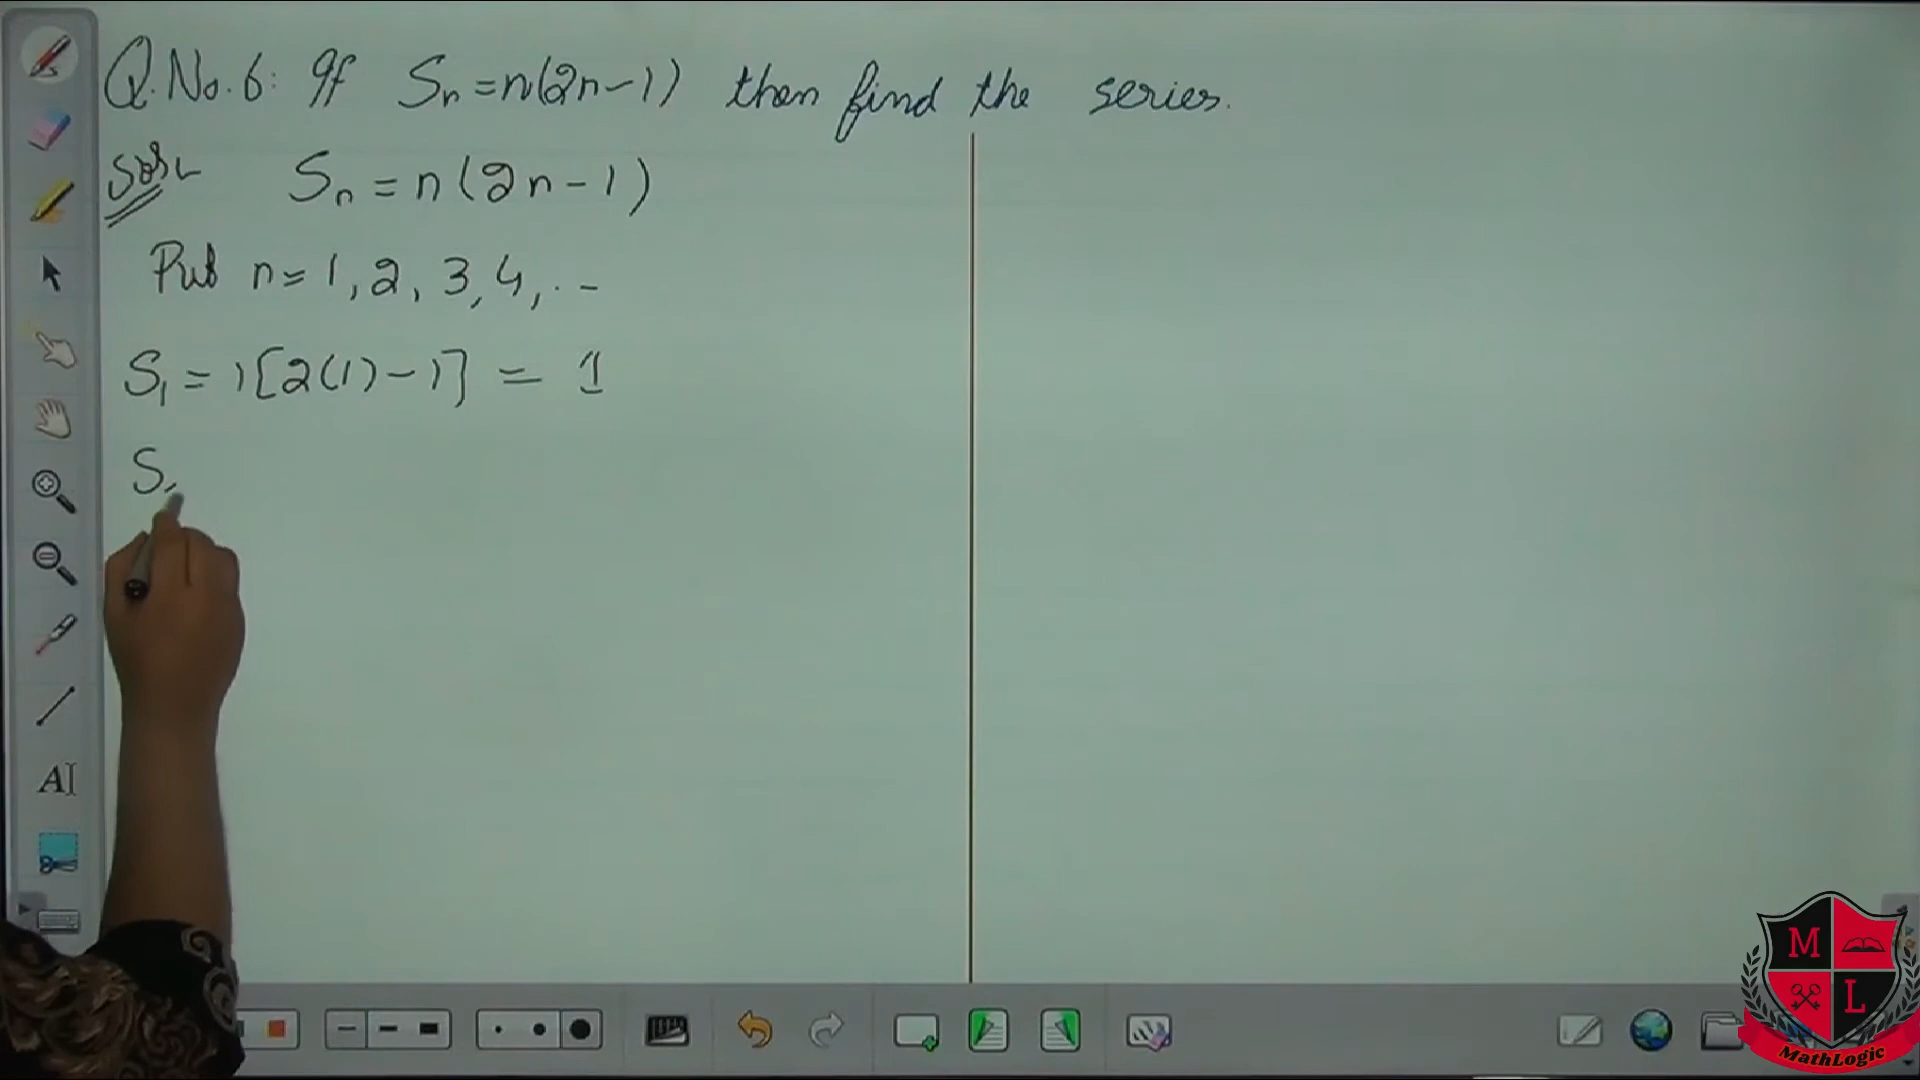 Q.No.6: If Sn = n(2n-1) then find the series.
Soln Sn = n(2n-1)
Put n = 1, 2, 3, 4, ...
S1 = 1[2(1)-1] = 1
S
AI
M
L
MathLogic